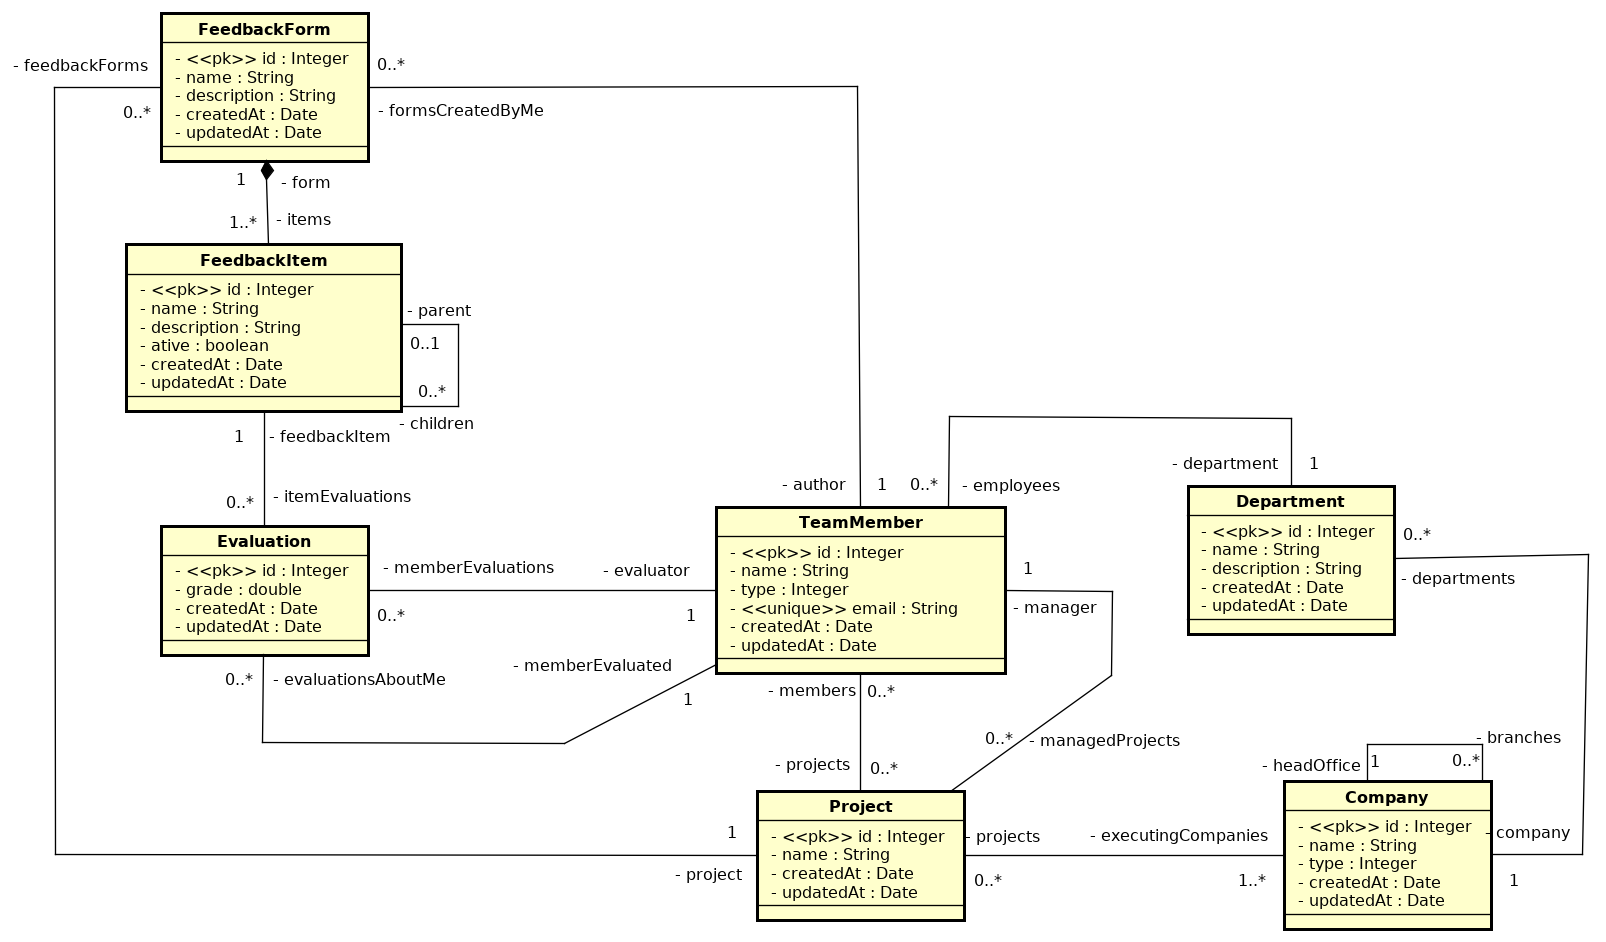 FeedbackForm
- <<pk>> id : Integer
- name : String
- description : String
- createdAt : Date
- updatedAt : Date
- feedbackForms
0..*
0..*
- formsCreatedByMe
1
- form
1..*
- items
FeedbackItem
- <<pk>> id : Integer
- name : String
- description : String
- ative : boolean
- createdAt : Date
- updatedAt : Date
- parent
0..1
0..*
- children
1
- feedbackItem
0..*
- itemEvaluations
Evaluation
- <<pk>> id : Integer
- grade : double
- createdAt : Date
- updatedAt : Date
- memberEvaluations
0..*
- evaluator
1
0..*
- evaluationsAboutMe
- memberEvaluated
1
- author
1
0..*
- employees
TeamMember
- <<pk>> id : Integer
- name : String
- type : Integer
- <<unique>> email : String
- createdAt : Date
- updatedAt : Date
1
- manager
- members
0..*
0..*
- managedProjects
- projects
0..*
- department
1
Department
- <<pk>> id : Integer
- name : String
- description : String
- createdAt : Date
- updatedAt : Date
0..*
- departments
Project
- <<pk>> id : Integer
- name : String
- createdAt : Date
- updatedAt : Date
1
- project
- projects
0..*
- executingCompanies
1..*
- headOffice
1
0..*
- branches
Company
- <<pk>> id : Integer
- name : String
- type : Integer
- createdAt : Date
- updatedAt : Date
- company
1